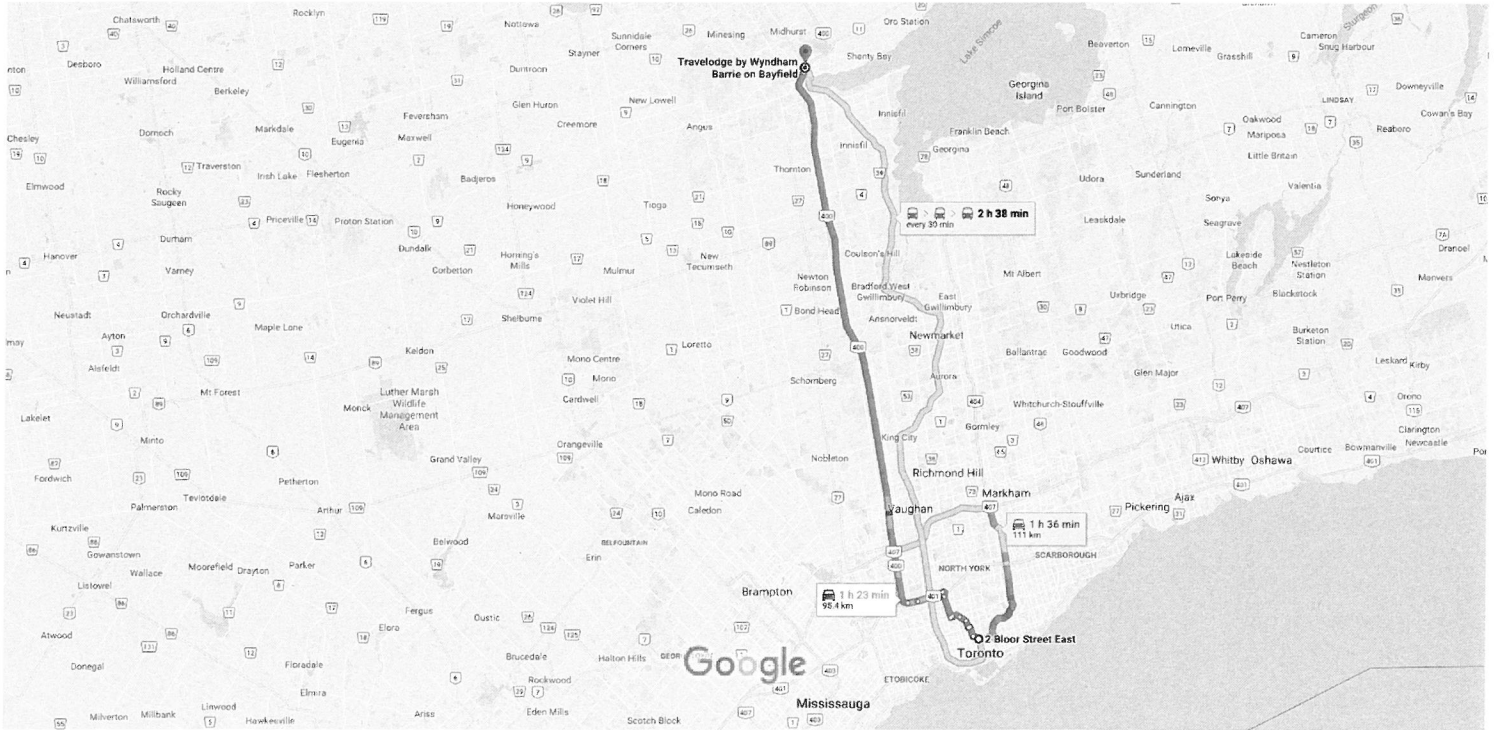 Chatsworth
Rocklyn
Nottawa
Oro Station
Desboro
Holland Centre
Williamsford
Berkeley
Stayner
Sunnidale
Corners
Minesing
Midhurst
Shanty Bay
Lake Simcoe
Beaverton
Lorneville
Cameron
Snug Harbour
Sturgeon
Grasshill
Duntroon
Travelodge by Wyndham
Barrie on Bayfield
Georgina
Island
Port Bolster
Cannington
LINDSAY
Downeyville
Cowan's Bay
Glen Huron
New Lowell
Innisfil
Dornoch
Markdale
Feversham
Creemore
Angus
Franklin Beach
Oakwood
Mariposa
Reaboro
Chesley
Eugenia
Maxwell
Innisfil
Georgina
Little Britain
Traverston
Irish Lake
Flesherton
Badjeros
Thornton
Udora
Sunderland
Valentia
Elmwood
Rocky
Saugeen
Honeywood
Tioga
Sonya
Priceville
Proton Station
2 h 38 min
every 30 min
Leaskdale
Seagrave
Durham
Dundalk
Hanover
Varney
Corberton
Horning's
Mills
Mulmur
New
Tecumseth
Coulson's Hill
Mt Albert
Lakeside
Beach
Nestleton
Station
Dranoel
Manvers
Newton
Robinson
Bradford West
Gwillimbury
East
Gwillimbury
Uxbridge
Port Perry
Blackstock
Neustadt
Orchardville
Maple Lane
Violet Hill
Shelburne
Bond Head
Ansnorveldt
Newmarket
Utica
Burketon
Station
Ayton
Alsfeldt
Keldon
Mono Centre
Loretto
Ballantrae
Goodwood
Leskard
Kirby
Mt Forest
Luther Marsh
Wildlife
Management
Area
Mono
Schomberg
Aurora
Glen Major
Lakelet
Monck
Cardwell
Whitchurch-Stouffville
Orono
Minto
Orangeville
King City
Gormley
Clarington
Newcastle
Grand Valley
Nobleton
Richmond Hill
Whitby
Oshawa
Courtice
Bowmanville
Fordwich
Petherton
Teviotdale
Mono Road
Markham
Ajax
Palmerston
Arthur
Marsville
Caledon
Vaughan
Pickering
Kurtzville
1 h 36 min
111 km
Gowanstown
Belwood
BELFOUNTAIN
SCARBOROUGH
Wallace
Moorefield
Drayton
Parker
Erin
NORTH YORK
Listowel
Brampton
1 h 23 min
95.4 km
Fergus
Oustic
Atwood
Elora
2 Bloor Street East
Toronto
Donegal
Floradale
Brucedale
Halton Hills
Google
Elmira
Rockwood
ETOBICOKE
Milverton
Millbank
Linwood
Hawkesville
Ariss
Eden Mills
Scotch Block
Mississauga